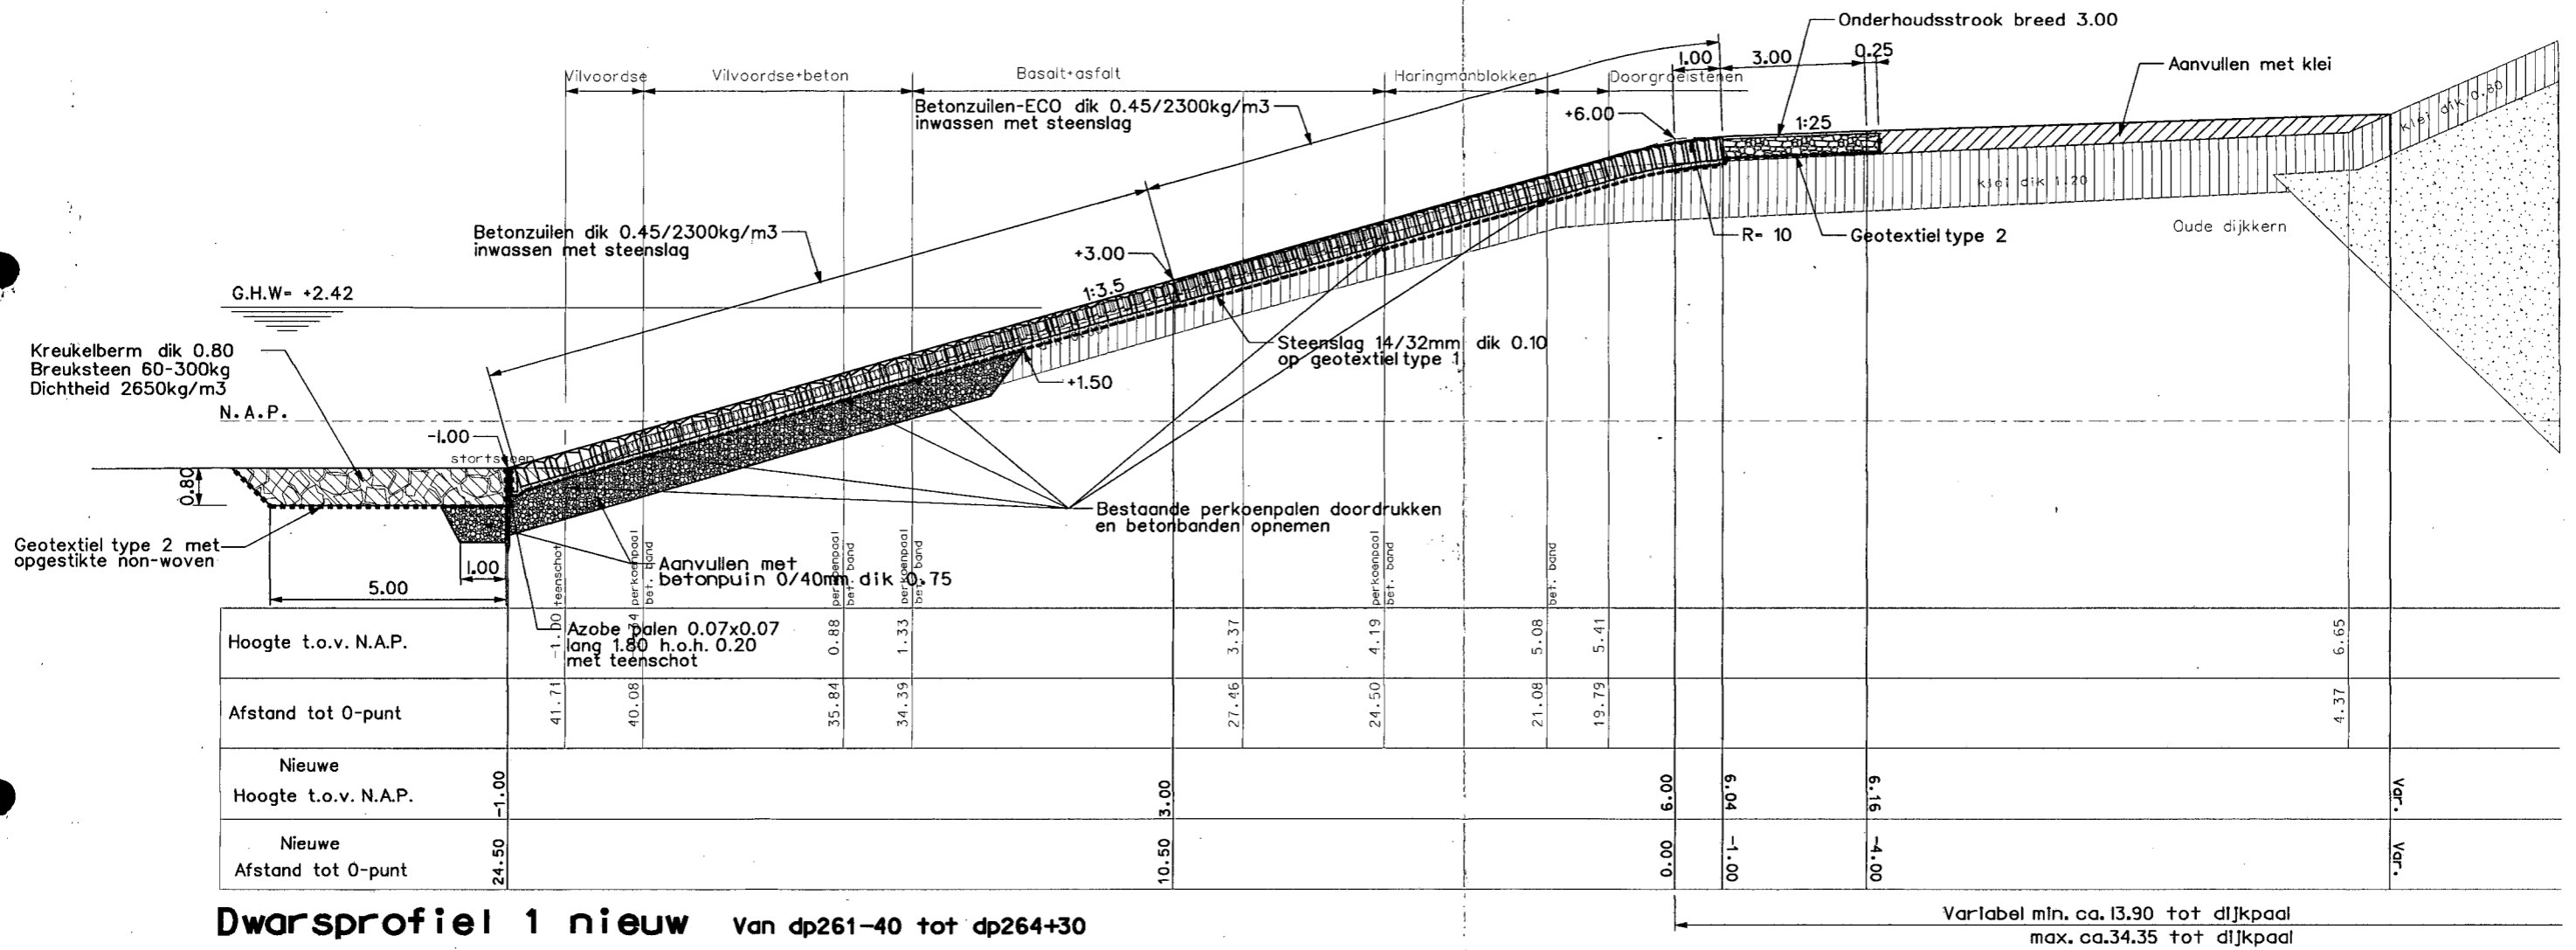 Onderhoudsstrook breed 3.00
1.00 3.00 0.25
Aanvullen met klei
Vilvoordse Vilvoordse+beton Basalt+asfalt Haringmanblokken Doorgroeistenen
Betonzuilen-ECO dik 0.45/2300kg/m3
inwassen met steenslag
+6.00
1:25
klei dik 0.80
klei dik 1.20
Oude dijkkern
R= 10
Geotextiel type 2
Betonzuilen dik 0.45/2300kg/m3
inwassen met steenslag
+3.00
1:3.5
G.H.W= +2.42
Steenslag 14/32mm dik 0.10
op geotextiel type 1
Kreukelberm dik 0.80
Breuksteen 60-300kg
Dichtheid 2650kg/m3
+1.50
N.A.P.
-1.00
stortsteen
0.80
Bestaande perkoenpalen doordrukken
en betonbanden opnemen
Geotextiel type 2 met
opgestikte non-woven
1.00
5.00
Aanvullen met
betonpuin 0/40mm dik 0.75
Azobe palen 0.07x0.07
lang 1.80 h.o.h. 0.20
met teenschot
teenschot
perkoenpaal
bet. band
perkoenpaal
bet. band
perkoenpaal
bet. band
perkoenpaal
bet. band
bet. band
Hoogte t.o.v. N.A.P. -1.00 0.88 1.33 3.37 4.19 5.08 5.41 6.65
Afstand tot 0-punt 41.71 40.08 35.84 34.39 27.46 24.50 21.08 19.79 4.37
Nieuwe
Hoogte t.o.v. N.A.P. -1.00 3.00 6.00 6.04 6.16 Var.
Nieuwe
Afstand tot 0-punt 24.50 10.50 0.00 -1.00 -4.00 Var.
Dwarsprofiel 1 nieuw Van dp261-40 tot dp264+30
Variabel min. ca. 13.90 tot dijkpaal
max. ca.34.35 tot dijkpaal